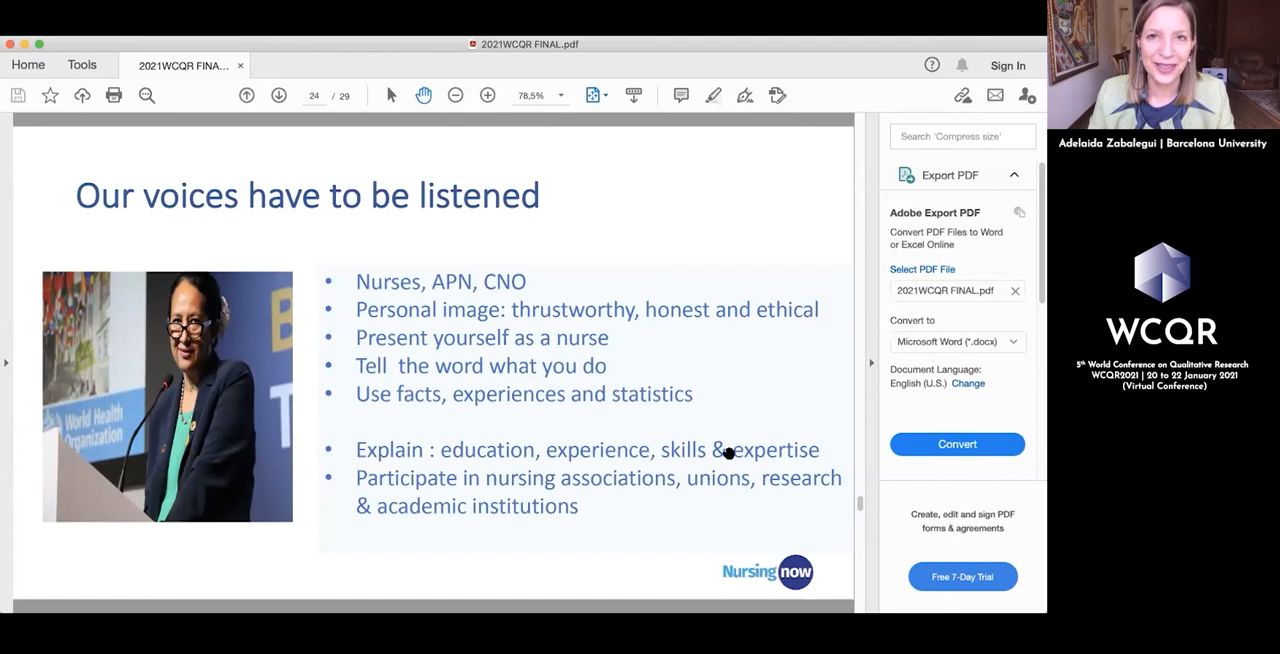 2021WCQR FINAL.pdf
Home
Tools
2021WCQR FINA... ×
Sign In
24 / 29
78,5%
Our voices have to be listened
World Health
Organization
B
T
• Nurses, APN, CNO
• Personal image: thrustworthy, honest and ethical
• Present yourself as a nurse
• Tell the word what you do
• Use facts, experiences and statistics
• Explain : education, experience, skills & expertise
• Participate in nursing associations, unions, research
& academic institutions
Nursing now
Search 'Compress size'
Export PDF
Adobe Export PDF
Convert PDF Files to Word
or Excel Online
Select PDF File
2021WCQR FINAL.pdf
Convert to
Microsoft Word (*.docx)
Document Language:
English (U.S.) Change
Convert
Create, edit and sign PDF
forms & agreements
Free 7-Day Trial
Adelaida Zabalegui | Barcelona University
WCQR
5th World Conference on Qualitative Research
WCQR2021 | 20 to 22 January 2021
(Virtual Conference)